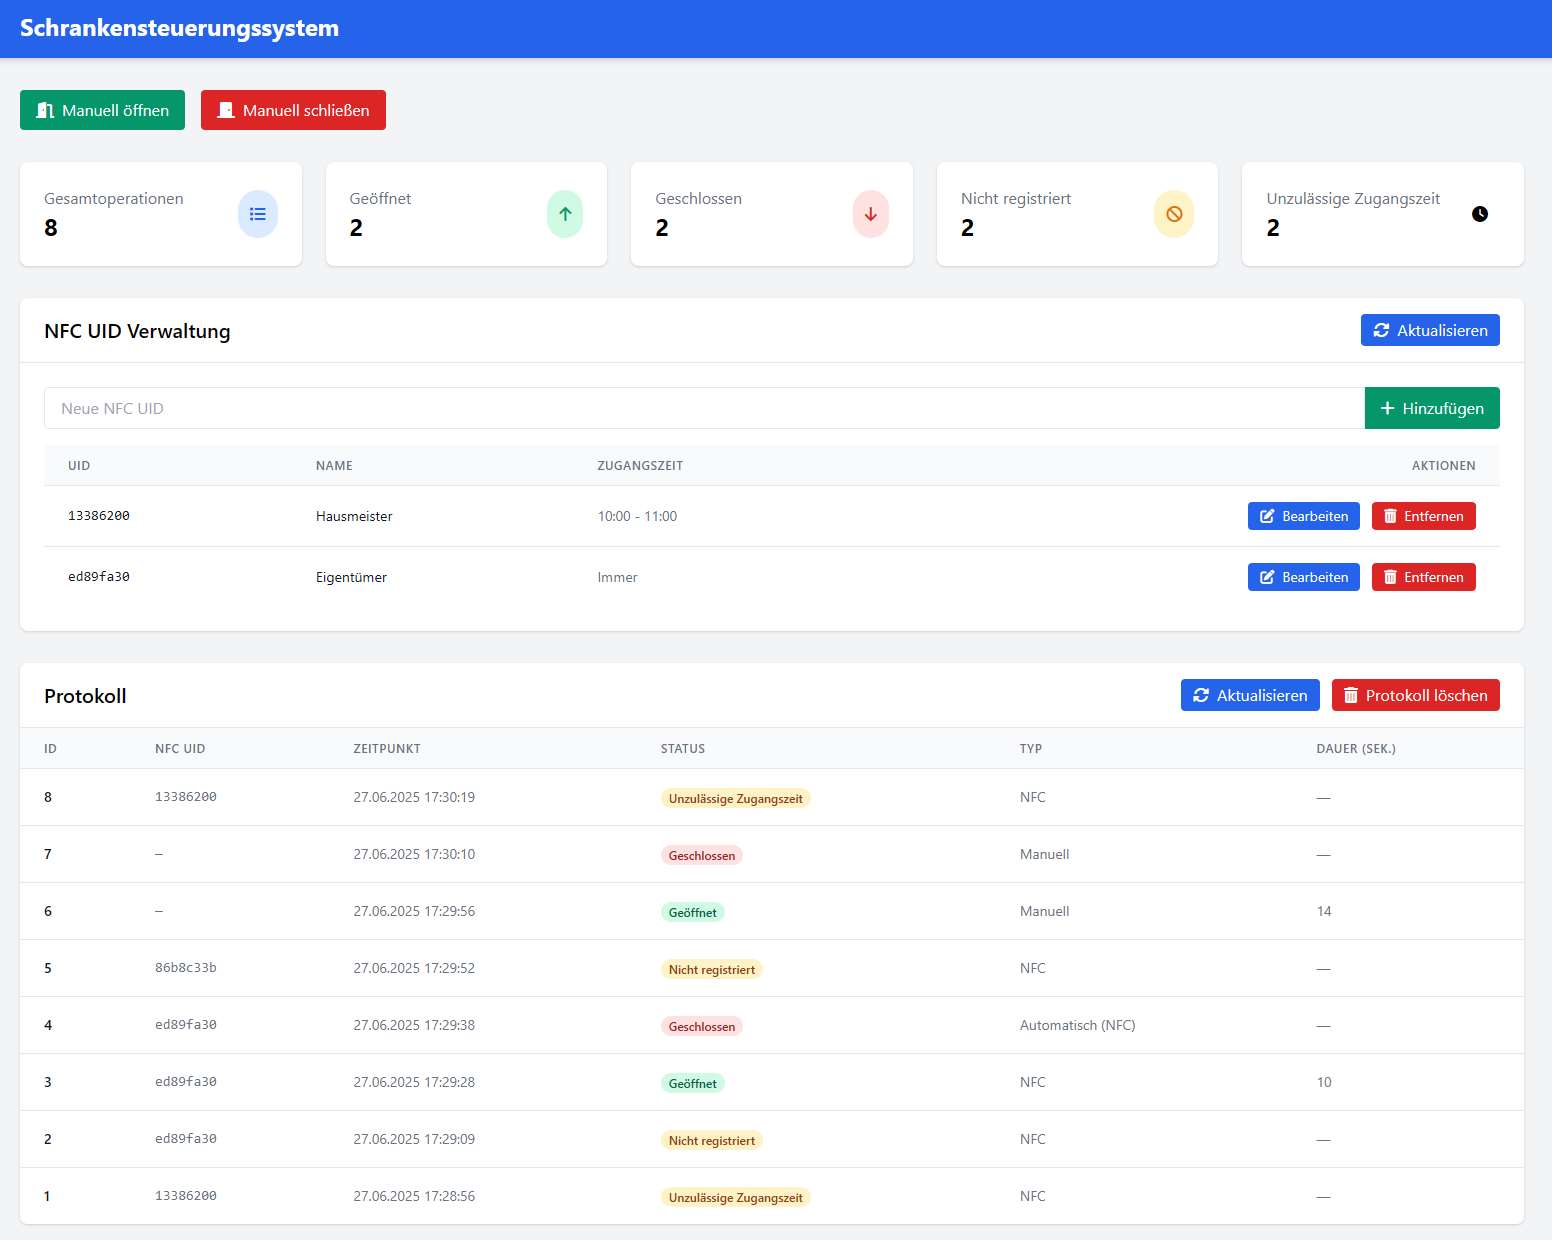 Schrankensteuerungssystem
Manuell öffnen Manuell schließen
Gesamtoperationen Geöffnet Geschlossen Nicht registriert Unzulässige Zugangszeit
8 2 2 2 2
NFC UID Verwaltung Aktualisieren
Neue NFC UID Hinzufügen
UID NAME ZUGANGSZEIT AKTIONEN
13386200 Hausmeister 10:00 - 11:00 Bearbeiten Entfernen
ed89fa30 Eigentümer Immer Bearbeiten Entfernen
Protokoll Aktualisieren Protokoll löschen
ID NFC UID ZEITPUNKT STATUS TYP DAUER (SEK.)
8 13386200 27.06.2025 17:30:19 Unzulässige Zugangszeit NFC —
7 — 27.06.2025 17:30:10 Geschlossen Manuell —
6 — 27.06.2025 17:29:56 Geöffnet Manuell 14
5 86b8c33b 27.06.2025 17:29:52 Nicht registriert NFC —
4 ed89fa30 27.06.2025 17:29:38 Geschlossen Automatisch (NFC) —
3 ed89fa30 27.06.2025 17:29:28 Geöffnet NFC 10
2 ed89fa30 27.06.2025 17:29:09 Nicht registriert NFC —
1 13386200 27.06.2025 17:28:56 Unzulässige Zugangszeit NFC —